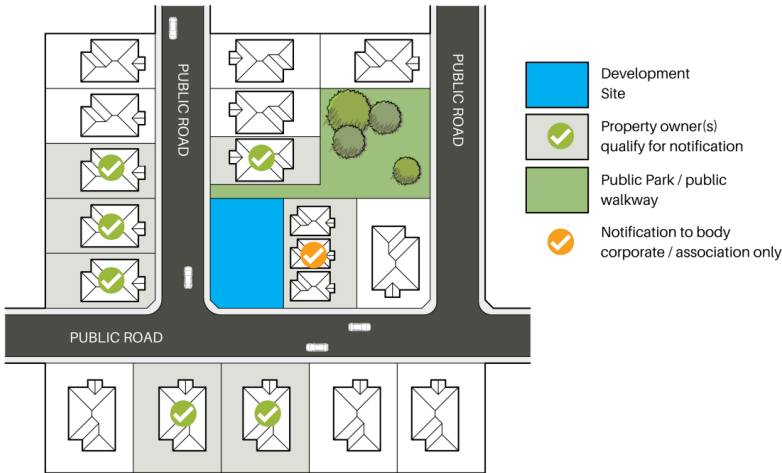 PUBLIC ROAD
PUBLIC ROAD
PUBLIC ROAD
Development
Site
Property owner(s)
qualify for notification
Public Park / public
walkway
Notification to body
corporate / association only